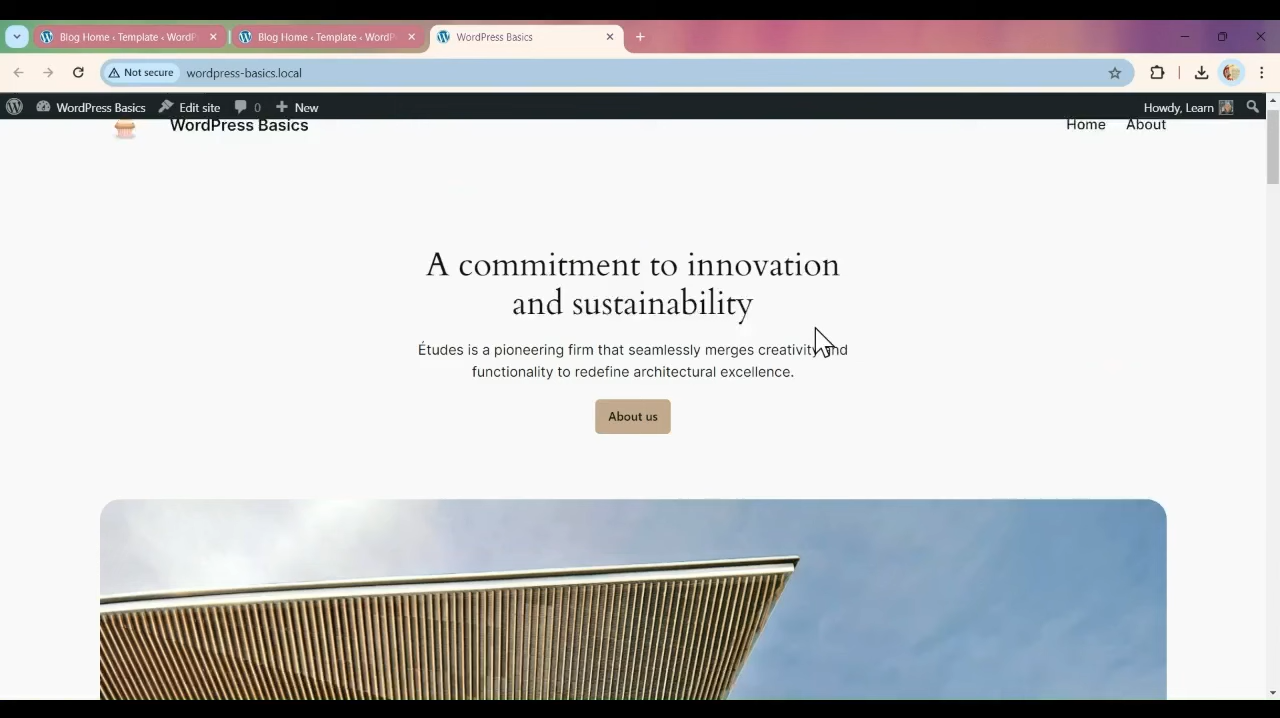 Blog Home ‹ Template ‹ WordP
Blog Home ‹ Template ‹ WordP
WordPress Basics
Not secure
wordpress-basics.local
WordPress Basics
Edit site
0
New
Howdy, Learn
WordPress Basics
Home
About
A commitment to innovation
and sustainability
Études is a pioneering firm that seamlessly merges creativity and
functionality to redefine architectural excellence.
About us